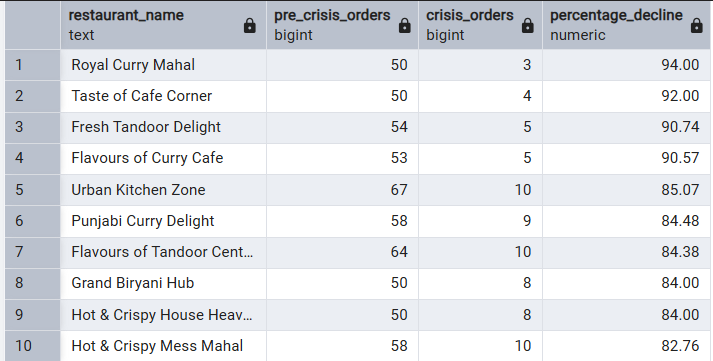 restaurant_name pre_crisis_orders crisis_orders percentage_decline
text bigint bigint numeric
1 Royal Curry Mahal 50 3 94.00
2 Taste of Cafe Corner 50 4 92.00
3 Fresh Tandoor Delight 54 5 90.74
4 Flavours of Curry Cafe 53 5 90.57
5 Urban Kitchen Zone 67 10 85.07
6 Punjabi Curry Delight 58 9 84.48
7 Flavours of Tandoor Cent... 64 10 84.38
8 Grand Biryani Hub 50 8 84.00
9 Hot & Crispy House Heav... 50 8 84.00
10 Hot & Crispy Mess Mahal 58 10 82.76